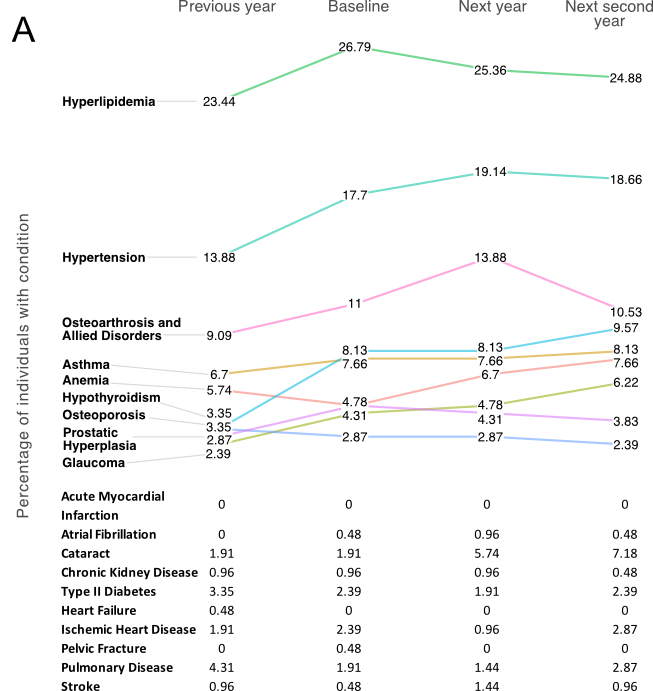 A
Previous year Baseline Next year Next second
year
Percentage of individuals with condition
26.79
25.36
24.88
Hyperlipidemia 23.44
19.14
18.66
17.7
Hypertension 13.88
13.88
11
10.53
Osteoarthrosis and
Allied Disorders 9.09
9.57
8.13 8.13 8.13
7.66 7.66 7.66
Asthma 6.7
6.7
Anemia 5.74
6.22
Hypothyroidism 3.35
4.78 4.78
4.31 4.31
Osteoporosis 3.35
3.83
Prostatic
Hyperplasia 2.87
2.87 2.87
2.39
Glaucoma 2.39
Acute Myocardial
Infarction 0 0 0 0
Atrial Fibrillation 0 0.48 0.96 0.48
Cataract 1.91 1.91 5.74 7.18
Chronic Kidney Disease 0.96 0.96 0.96 0.48
Type II Diabetes 3.35 2.39 1.91 2.39
Heart Failure 0.48 0 0 0
Ischemic Heart Disease 1.91 2.39 0.96 2.87
Pelvic Fracture 0 0.48 0 0
Pulmonary Disease 4.31 1.91 1.44 2.87
Stroke 0.96 0.48 1.44 0.96